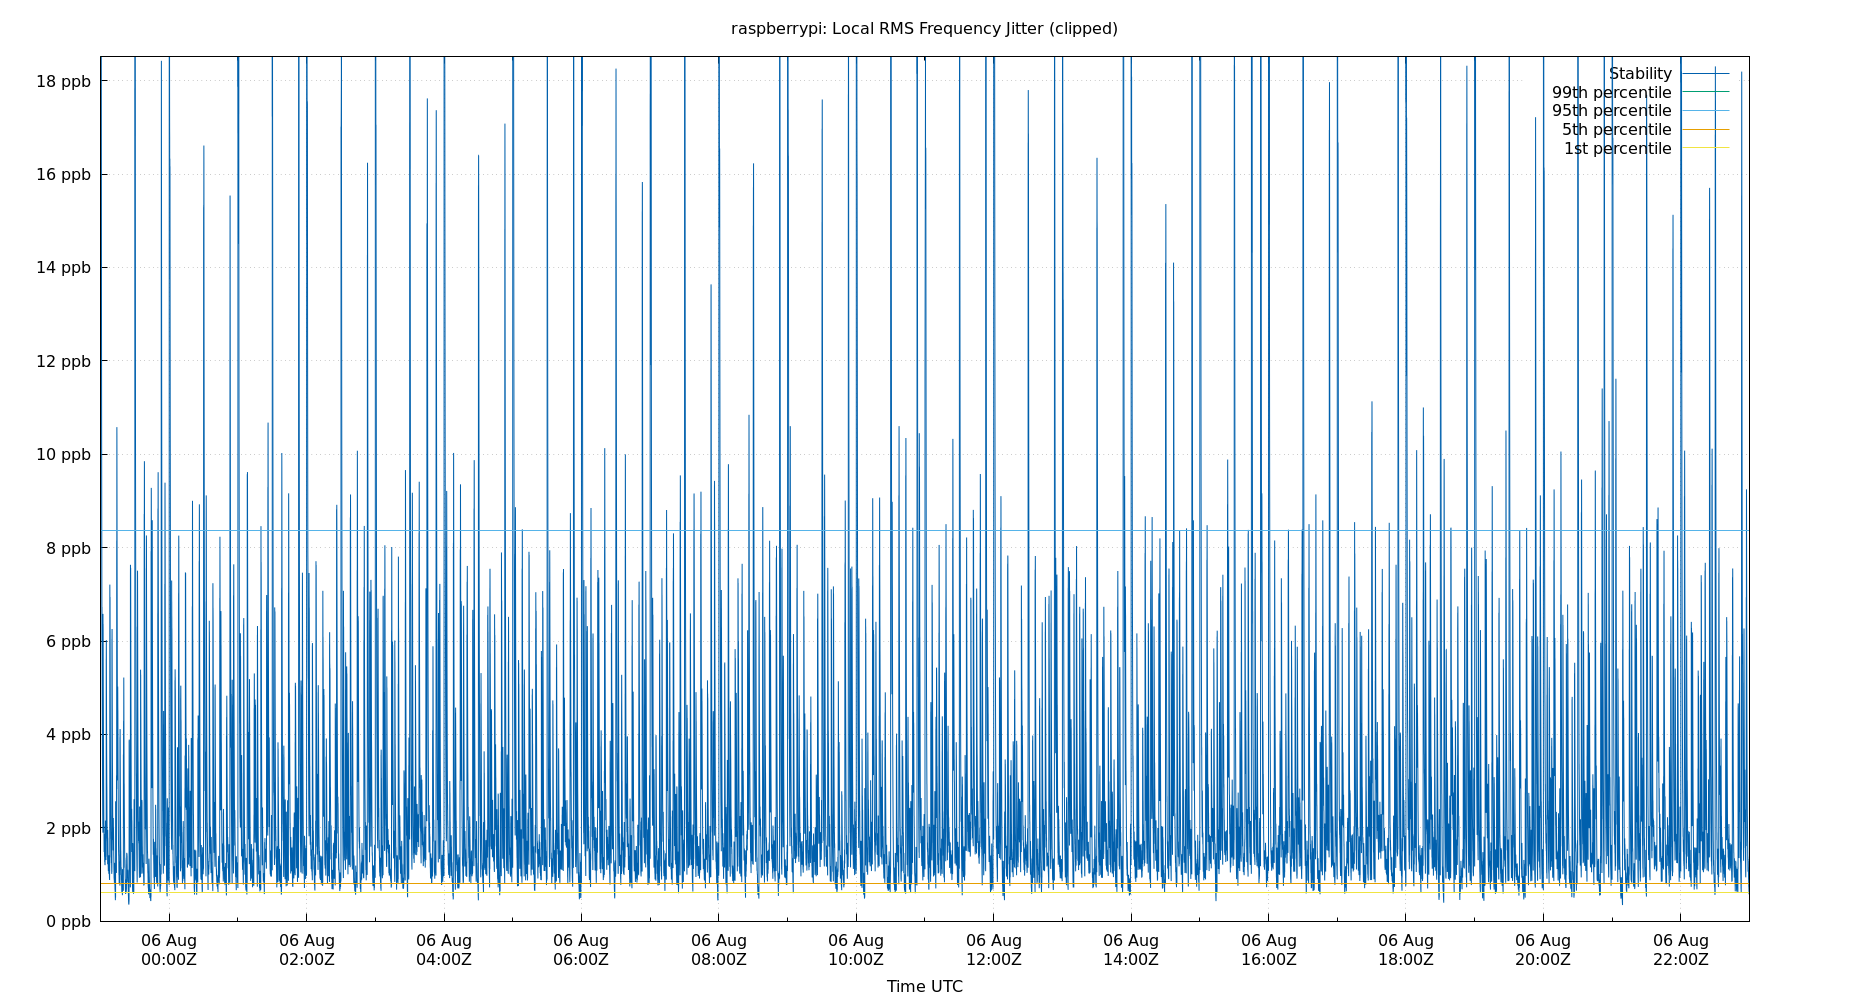 raspberrypi: Local RMS Frequency Jitter (clipped)
18 ppb
16 ppb
14 ppb
12 ppb
10 ppb
8 ppb
6 ppb
4 ppb
2 ppb
0 ppb
Stability
99th percentile
95th percentile
5th percentile
1st percentile
06 Aug 06 Aug 06 Aug 06 Aug 06 Aug 06 Aug 06 Aug 06 Aug 06 Aug 06 Aug 06 Aug 06 Aug
00:00Z 02:00Z 04:00Z 06:00Z 08:00Z 10:00Z 12:00Z 14:00Z 16:00Z 18:00Z 20:00Z 22:00Z
Time UTC